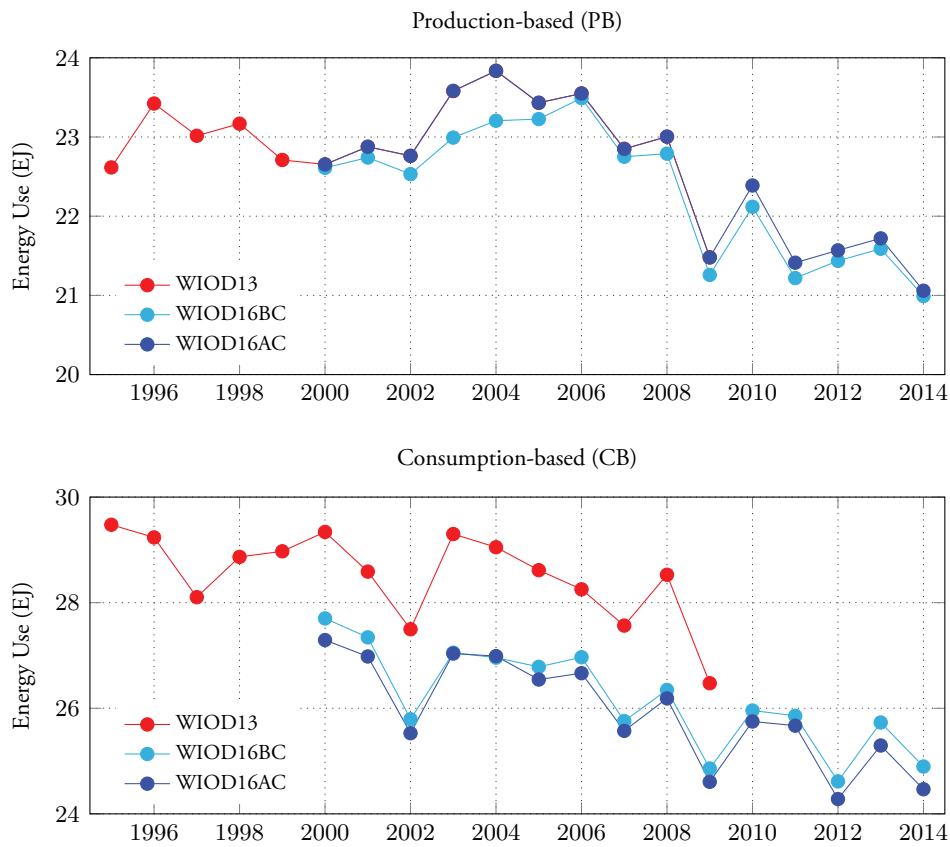 Production-based (PB)
24
23
22
21
20
Energy Use (EJ)
WIOD13
WIOD16BC
WIOD16AC
1996 1998 2000 2002 2004 2006 2008 2010 2012 2014
Consumption-based (CB)
30
28
26
24
Energy Use (EJ)
WIOD13
WIOD16BC
WIOD16AC
1996 1998 2000 2002 2004 2006 2008 2010 2012 2014